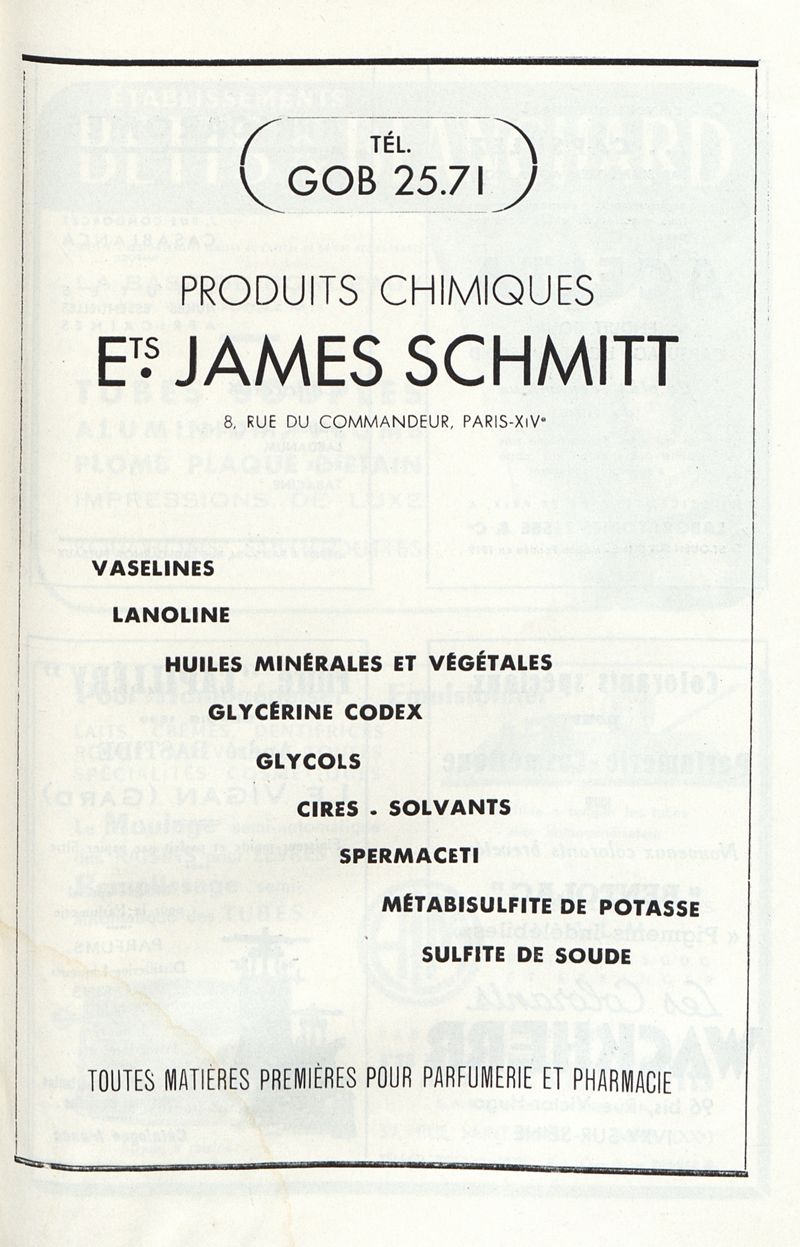 TÉL.
GOB 25.71
PRODUITS CHIMIQUES
ETS. JAMES SCHMITT
8, RUE DU COMMANDEUR, PARIS-XIVe
VASELINES
LANOLINE
HUILES MINÉRALES ET VÉGÉTALES
GLYCÉRINE CODEX
GLYCOLS
CIRES . SOLVANTS
SPERMACETI
MÉTABISULFITE DE POTASSE
SULFITE DE SOUDE
TOUTES MATIÈRES PREMIÈRES POUR PARFUMERIE ET PHARMACIE